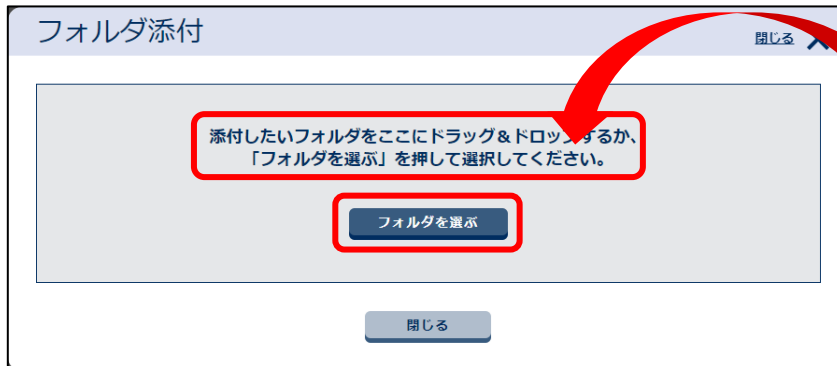 フォルダ添付
閉じる
添付したいフォルダをここにドラッグ＆ドロップするか、
「フォルダを選ぶ」を押して選択してください。
フォルダを選ぶ
閉じる